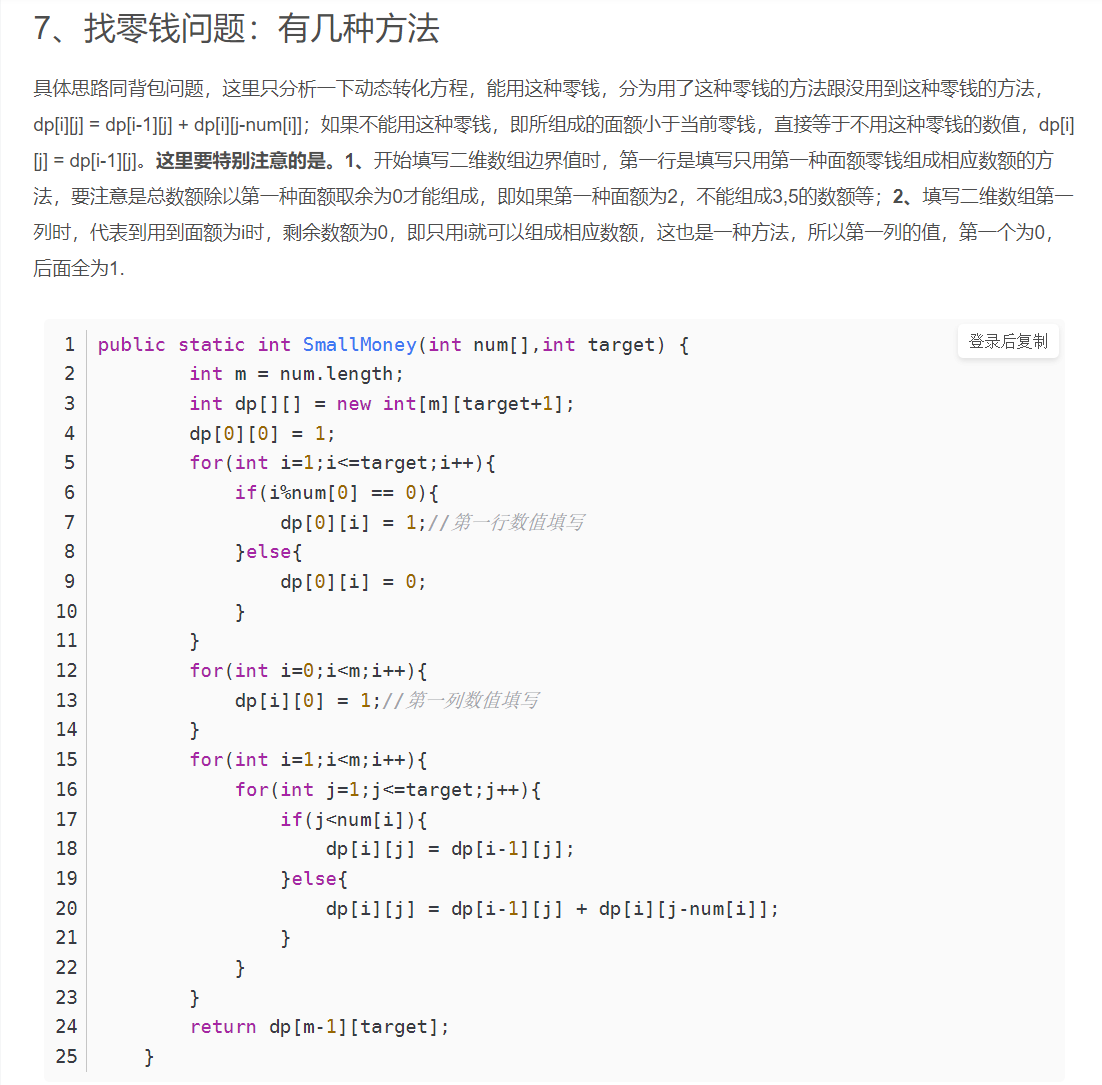 7、找零钱问题：有几种方法
具体思路同背包问题，这里只分析一下动态转化方程，能用这种零钱，分为用了这种零钱的方法跟没用到这种零钱的方法，
dp[i][j] = dp[i-1][j] + dp[i][j-num[i]]；如果不能用这种零钱，即所组成的面额小于当前零钱，直接等于不用这种零钱的数值，dp[i]
[j] = dp[i-1][j]。这里要特别注意的是。1、开始填写二维数组边界值时，第一行是填写只用第一种面额零钱组成相应数额的方
法，要注意是总数额除以第一种面额取余为0才能组成，即如果第一种面额为2，不能组成3,5的数额等；2、填写二维数组第一
列时，代表到用到面额为i时，剩余数额为0，即只用i就可以组成相应数额，这也是一种方法，所以第一列的值，第一个为0，
后面全为1.
登录后复制
1 public static int SmallMoney(int num[],int target) {
2         int m = num.length;
3         int dp[][] = new int[m][target+1];
4         dp[0][0] = 1;
5         for(int i=1;i<=target;i++){
6             if(i%num[0] == 0){
7                 dp[0][i] = 1;//第一行数值填写
8             }else{
9                 dp[0][i] = 0;
10             }
11         }
12         for(int i=0;i<m;i++){
13             dp[i][0] = 1;//第一列数值填写
14         }
15         for(int i=1;i<m;i++){
16             for(int j=1;j<=target;j++){
17                 if(j<num[i]){
18                     dp[i][j] = dp[i-1][j];
19                 }else{
20                     dp[i][j] = dp[i-1][j] + dp[i][j-num[i]];
21                 }
22             }
23         }
24         return dp[m-1][target];
25     }